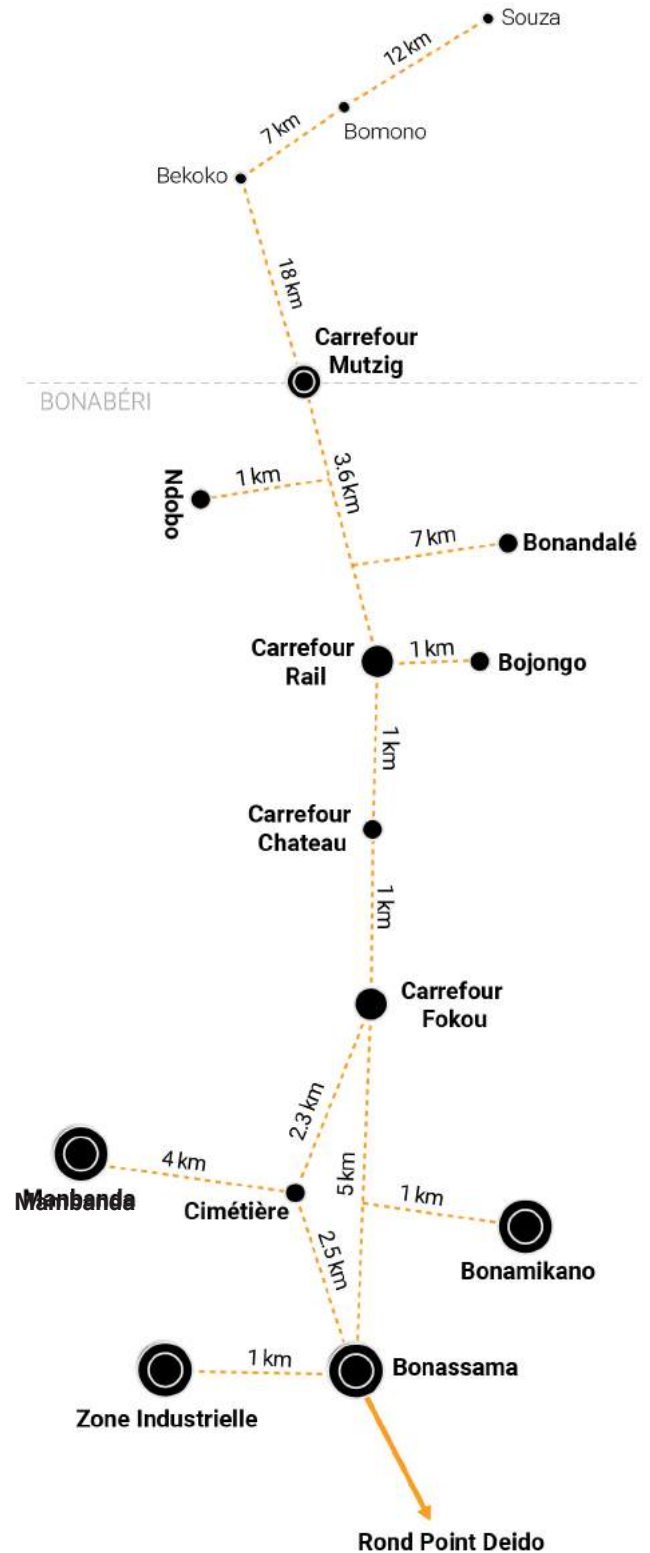 Souza
12 km
Bomono
7 km
Bekoko
18 km
Carrefour
Mutzig
BONABÉRI
3.6 km
1 km
Ndobo
7 km
Bonandalé
Carrefour
Rail
1 km
Bojongo
1 km
Carrefour
Chateau
1 km
Carrefour
Fokou
2.3 km
5 km
4 km
Manbanda
Mambanda
Cimétière
1 km
Bonamikano
2.5 km
1 km
Bonassama
Zone Industrielle
Rond Point Deido